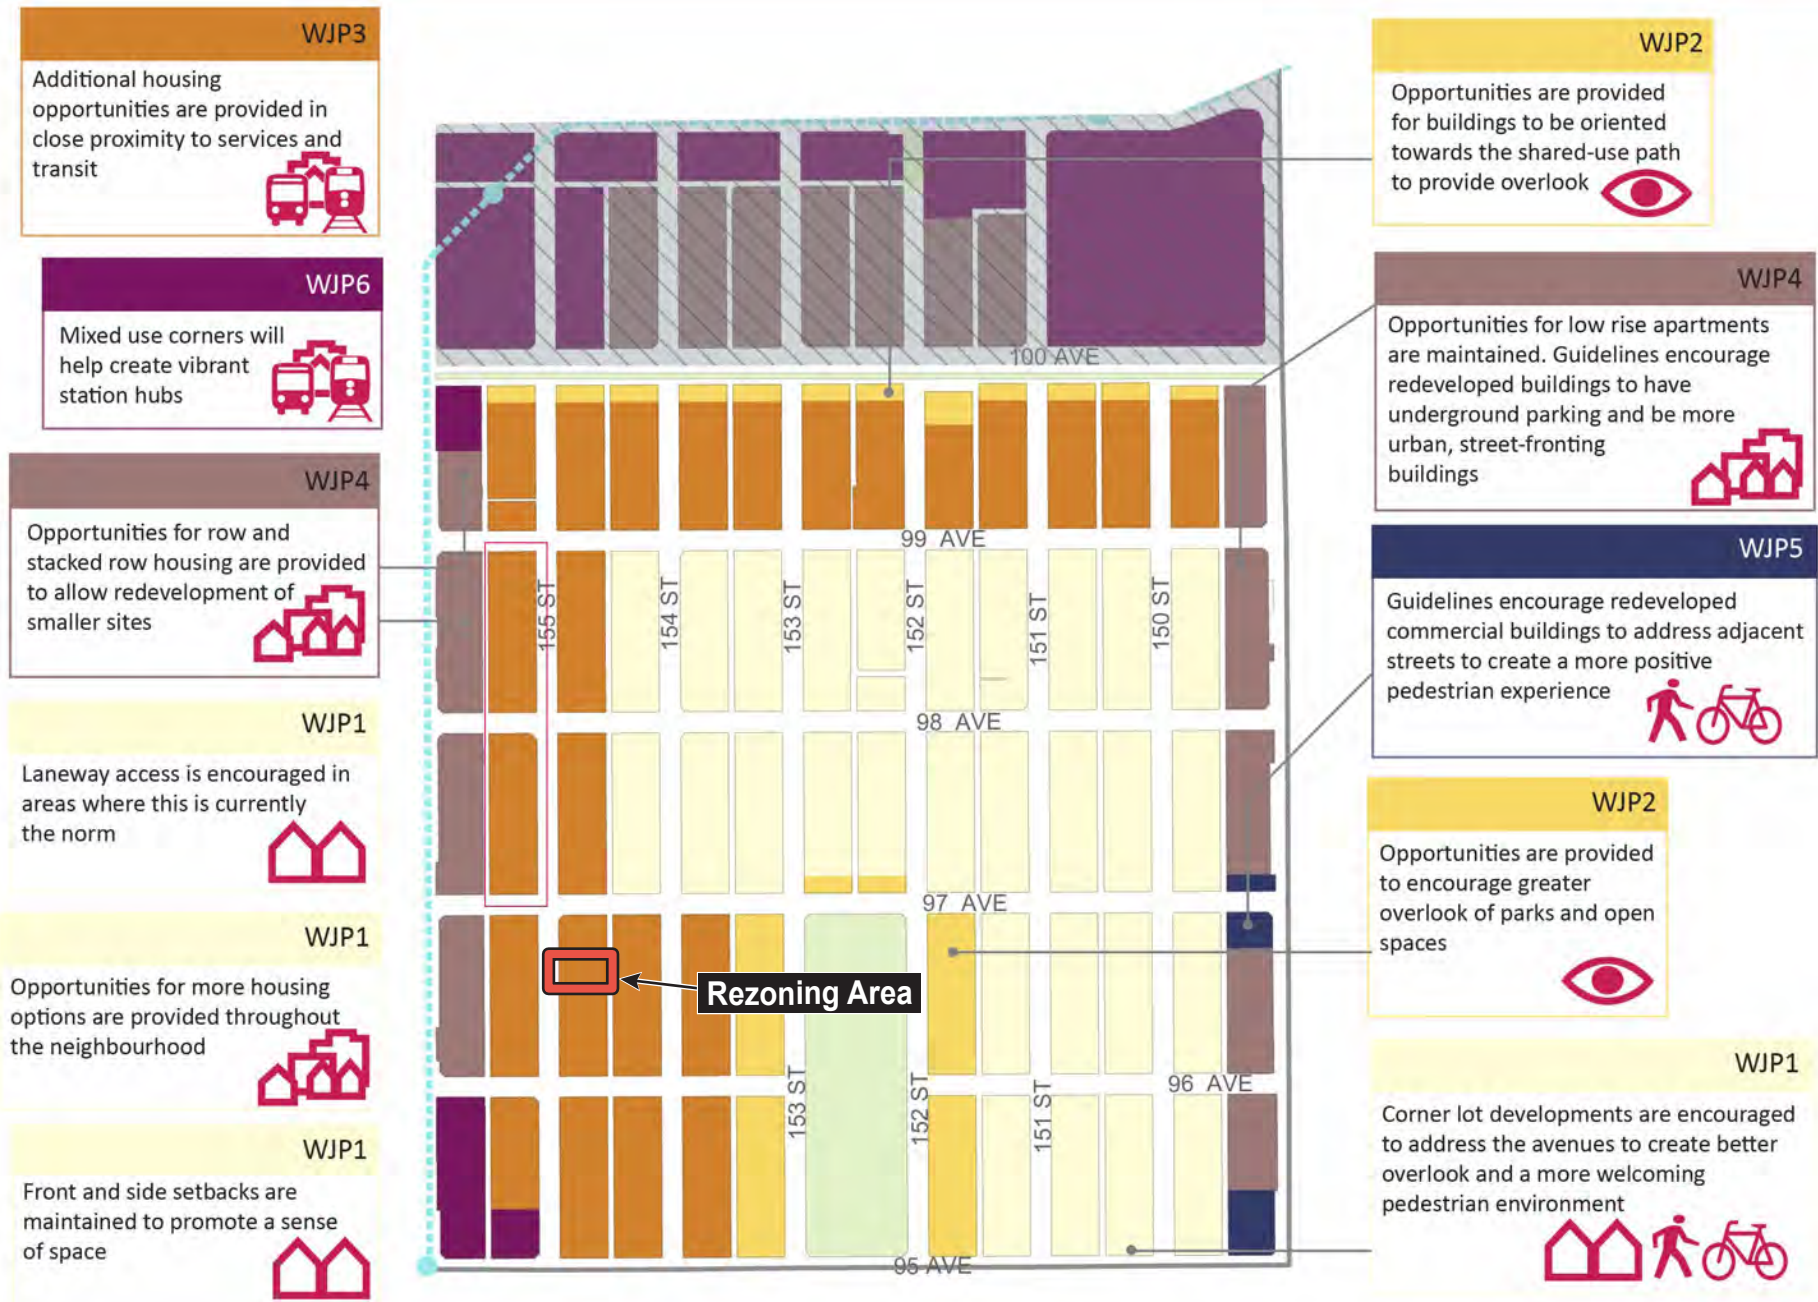 WJP3
Additional housing
opportunities are provided in
close proximity to services and
transit
WJP6
Mixed use corners will
help create vibrant
station hubs
WJP4
Opportunities for row and
stacked row housing are provided
to allow redevelopment of
smaller sites
WJP1
Laneway access is encouraged in
areas where this is currently
the norm
WJP1
Opportunities for more housing
options are provided throughout
the neighbourhood
WJP1
Front and side setbacks are
maintained to promote a sense
of space
100 AVE
99 AVE
155 ST
154 ST
153 ST
152 ST
151 ST
150 ST
98 AVE
97 AVE
Rezoning Area
96 AVE
153 ST
152 ST
151 ST
95 AVE
WJP2
Opportunities are provided
for buildings to be oriented
towards the shared-use path
to provide overlook
WJP4
Opportunities for low rise apartments
are maintained. Guidelines encourage
redeveloped buildings to have
underground parking and be more
urban, street-fronting
buildings
WJP5
Guidelines encourage redeveloped
commercial buildings to address adjacent
streets to create a more positive
pedestrian experience
WJP2
Opportunities are provided
to encourage greater
overlook of parks and open
spaces
WJP1
Corner lot developments are encouraged
to address the avenues to create better
overlook and a more welcoming
pedestrian environment